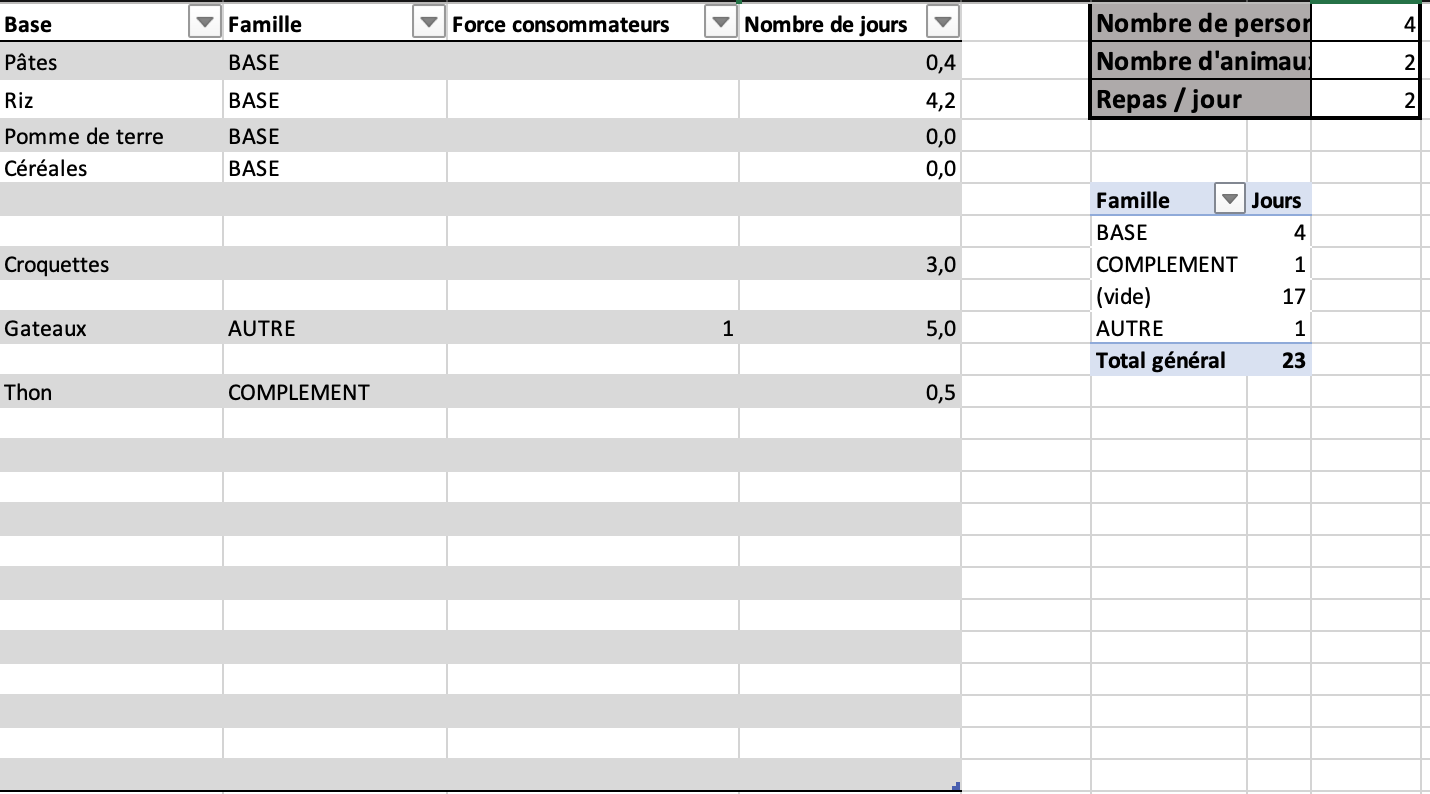 Base Famille Force consommateurs Nombre de jours
Pâtes BASE 0,4
Riz BASE 4,2
Pomme de terre BASE 0,0
Céréales BASE 0,0
Croquettes 3,0
Gateaux AUTRE 1 5,0
Thon COMPLEMENT 0,5
Nombre de person 4
Nombre d'animau 2
Repas / jour 2
Famille Jours
BASE 4
COMPLEMENT 1
(vide) 17
AUTRE 1
Total général 23